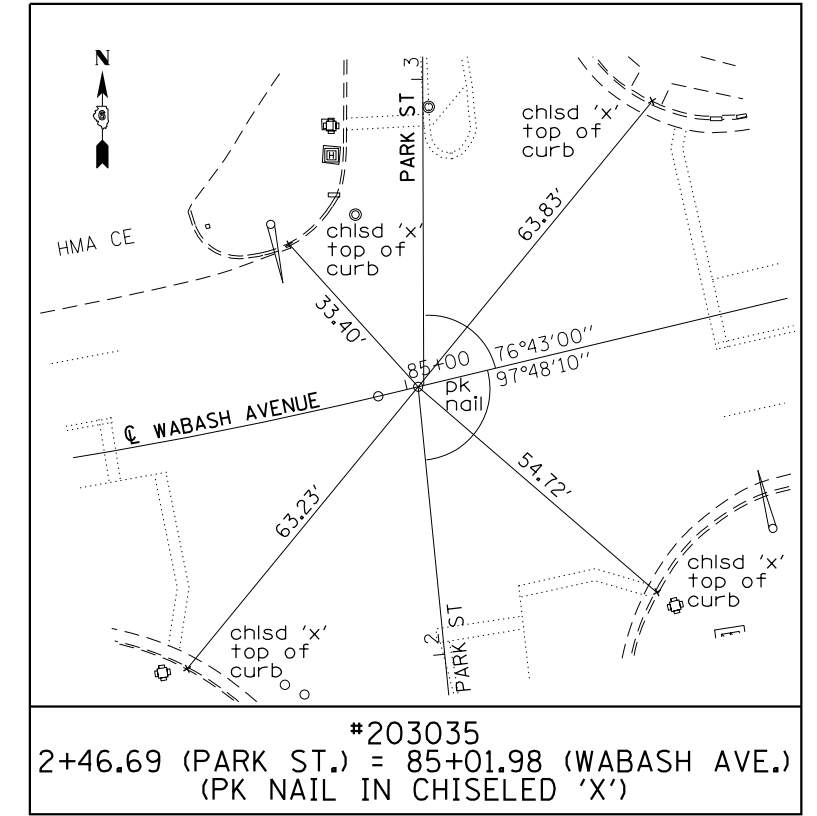 N
3
PARK ST
chlsd 'x'
top of
curb
HMA CE
chlsd 'x'
top of
curb
63.83'
33.40'
85+00
76°43'00''
97°48'10''
pk
nail
℄ WABASH AVENUE
63.23'
54.72'
chlsd 'x'
top of
curb
chlsd 'x'
top of
curb
2
PARK ST
H
#203035
2+46.69 (PARK ST.) = 85+01.98 (WABASH AVE.)
(PK NAIL IN CHISELED 'X')